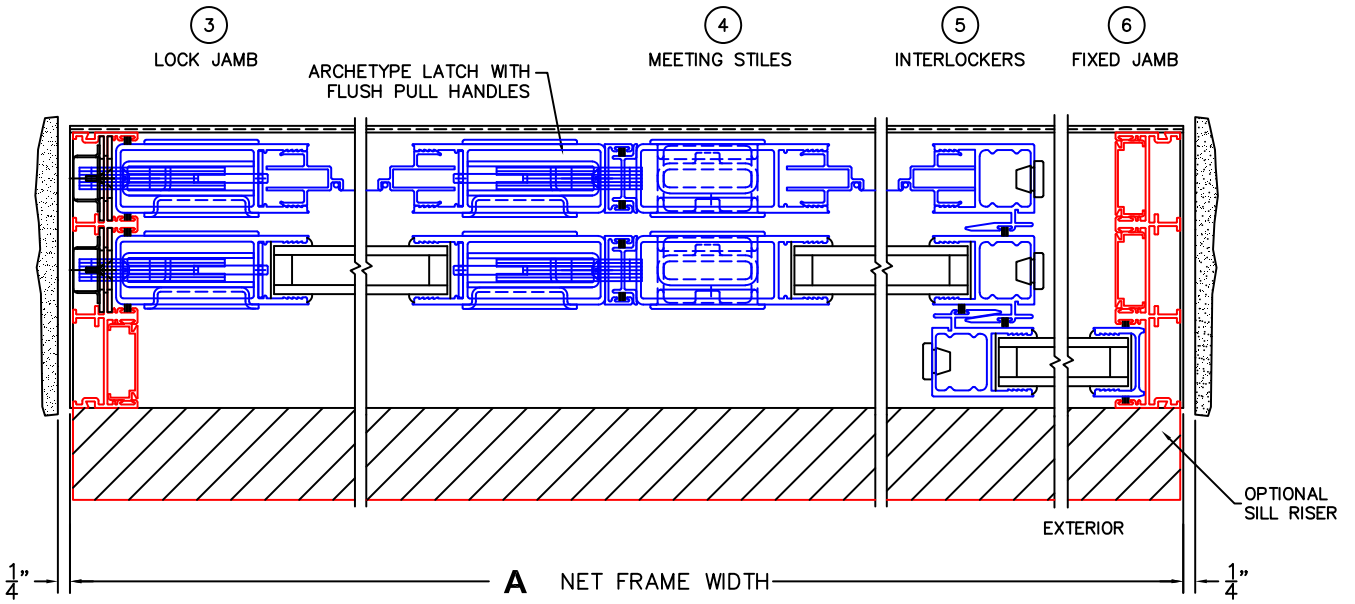 3
LOCK JAMB
4
MEETING STILES
5
INTERLOCKERS
6
FIXED JAMB
ARCHETYPE LATCH WITH
FLUSH PULL HANDLES
OPTIONAL
SILL RISER
EXTERIOR
1/4"
A NET FRAME WIDTH
1/4"